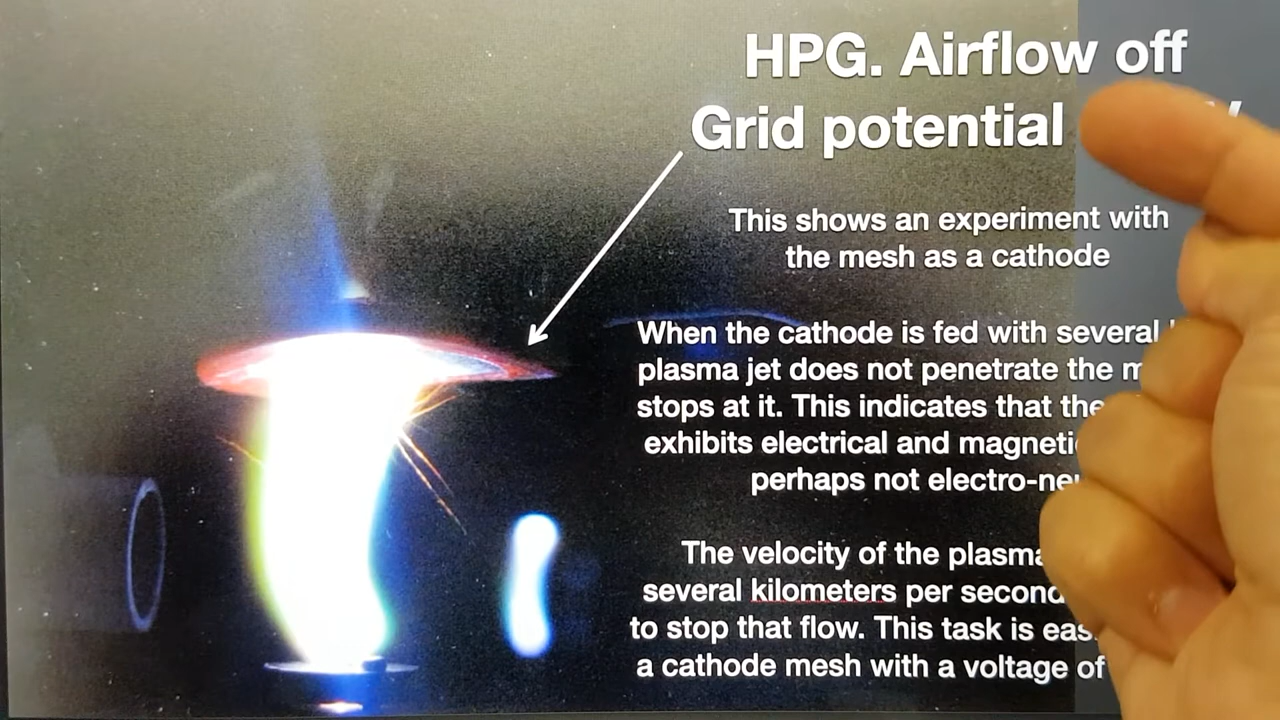 HPG. Airflow off
Grid potential
This shows an experiment with
the mesh as a cathode
When the cathode is fed with several
plasma jet does not penetrate the
stops at it. This indicates that the
exhibits electrical and
perhaps not
The velocity of the plasma
several kilometers per second
to stop that flow. This task is
a cathode mesh with a voltage of